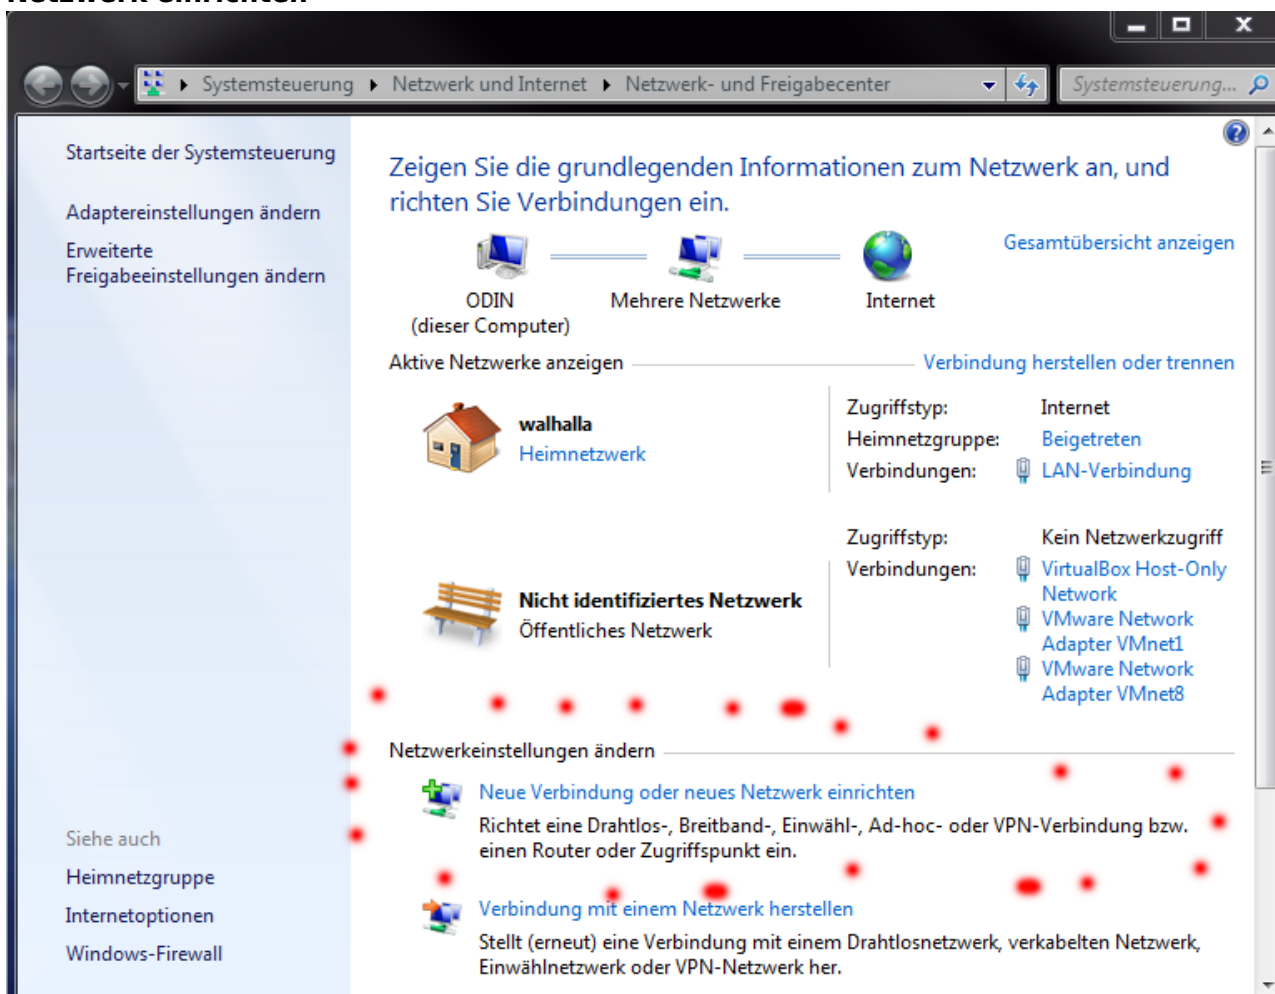 Netzwerk einrichten
Systemsteuerung
Netzwerk und Internet
Netzwerk- und Freigabecenter
Systemsteuerung...
Startseite der Systemsteuerung
Adaptereinstellungen ändern
Erweiterte
Freigabeeinstellungen ändern
Zeigen Sie die grundlegenden Informationen zum Netzwerk an, und
richten Sie Verbindungen ein.
Gesamtübersicht anzeigen
ODIN
(dieser Computer)
Mehrere Netzwerke
Internet
Aktive Netzwerke anzeigen
Verbindung herstellen oder trennen
walhalla
Heimnetzwerk
Zugriffstyp: Internet
Heimnetzgruppe: Beigetreten
Verbindungen: LAN-Verbindung
Nicht identifiziertes Netzwerk
Öffentliches Netzwerk
Zugriffstyp: Kein Netzwerkzugriff
Verbindungen: VirtualBox Host-Only
Network
VMware Network
Adapter VMnet1
VMware Network
Adapter VMnet8
Netzwerkeinstellungen ändern
Neue Verbindung oder neues Netzwerk einrichten
Richtet eine Drahtlos-, Breitband-, Einwähl-, Ad-hoc- oder VPN-Verbindung bzw.
einen Router oder Zugriffspunkt ein.
Verbindung mit einem Netzwerk herstellen
Stellt (erneut) eine Verbindung mit einem Drahtlosnetzwerk, verkabelten Netzwerk,
Einwählnetzwerk oder VPN-Netzwerk her.
Siehe auch
Heimnetzgruppe
Internetoptionen
Windows-Firewall